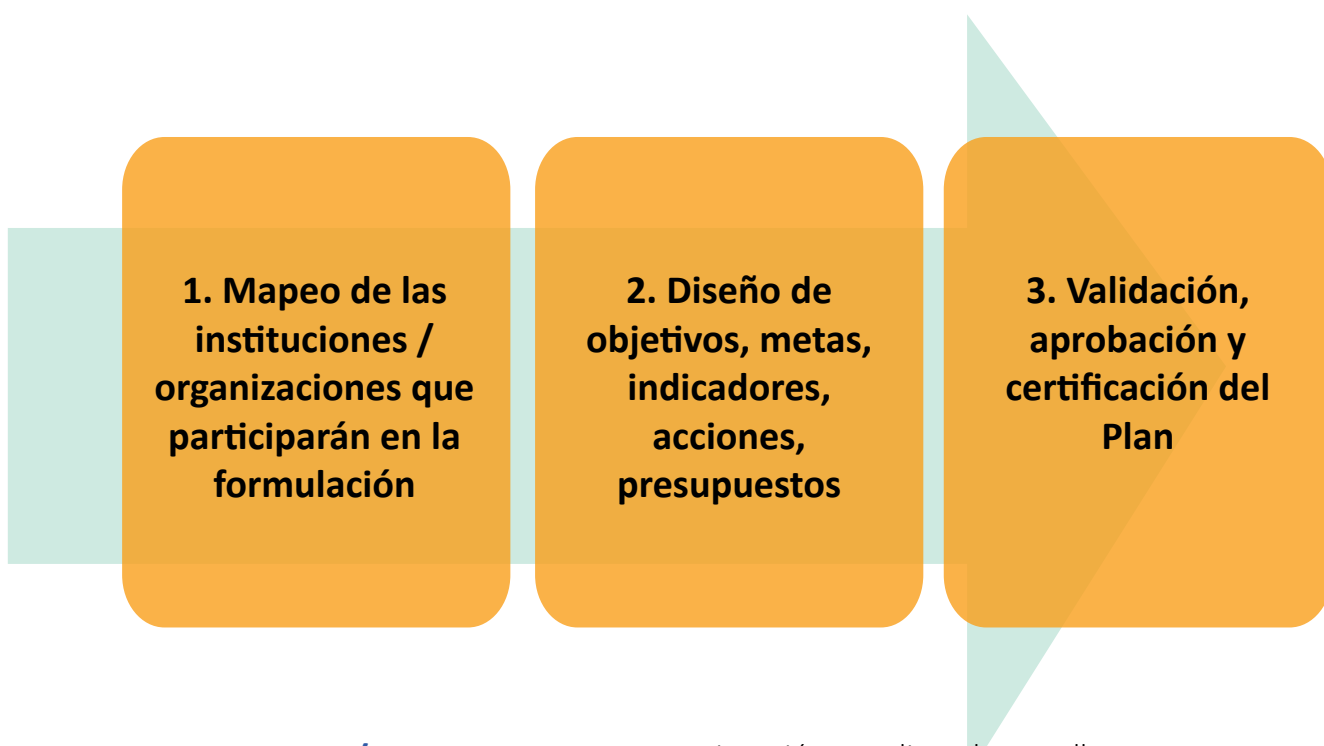 1. Mapeo de las
instituciones /
organizaciones que
participarán en la
formulación
2. Diseño de
objetivos, metas,
indicadores,
acciones,
presupuestos
3. Validación,
aprobación y
certificación del
Plan